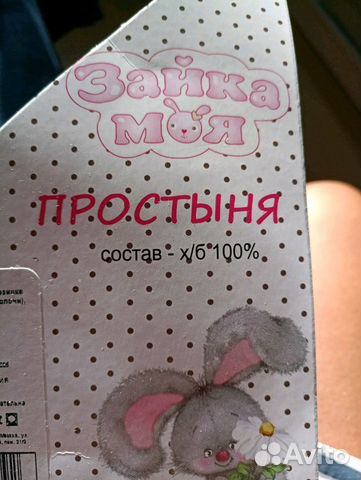 Зайка
моя
ПРОСТЫНЯ
состав - х/б 100%
Avito